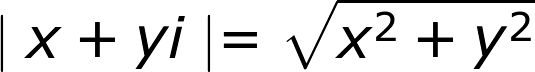 | x + yi | = √x² + y²